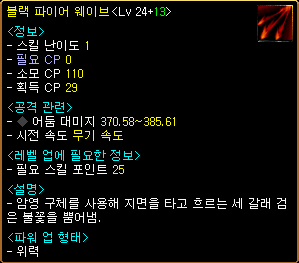 블랙 파이어 웨이브<Lv 24+13>
<정보>
- 스킬 난이도 1
- 필요 CP 0
- 소모 CP 110
- 획득 CP 29
<공격 관련>
- ◆ 어둠 대미지 370.58~385.61
- 시전 속도 무기 속도
<레벨 업에 필요한 정보>
- 필요 스킬 포인트 25
<설명>
- 암영 구체를 사용해 지면을 타고 흐르는 세 갈래 검
은 불꽃을 뿜어냄.
<파워 업 형태>
- 위력